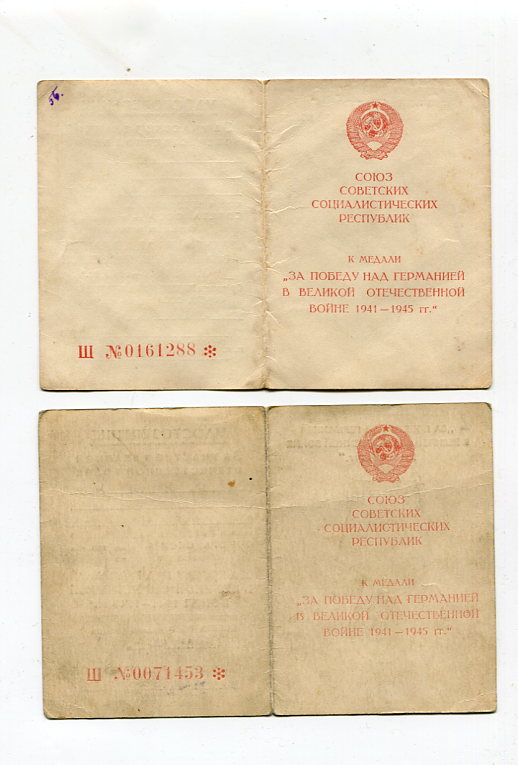 СОЮЗ
СОВЕТСКИХ
СОЦИАЛИСТИЧЕСКИХ
РЕСПУБЛИК
К МЕДАЛИ
„ЗА ПОБЕДУ НАД ГЕРМАНИЕЙ
В ВЕЛИКОЙ ОТЕЧЕСТВЕННОЙ
ВОЙНЕ 1941—1945 гг.“
Ш №0161288 ✻
СОЮЗ
СОВЕТСКИХ
СОЦИАЛИСТИЧЕСКИХ
РЕСПУБЛИК
К МЕДАЛИ
„ЗА ПОБЕДУ НАД ГЕРМАНИЕЙ
В ВЕЛИКОЙ ОТЕЧЕСТВЕННОЙ
ВОЙНЕ 1941—1945 гг.“
Ш №0071453 ✻